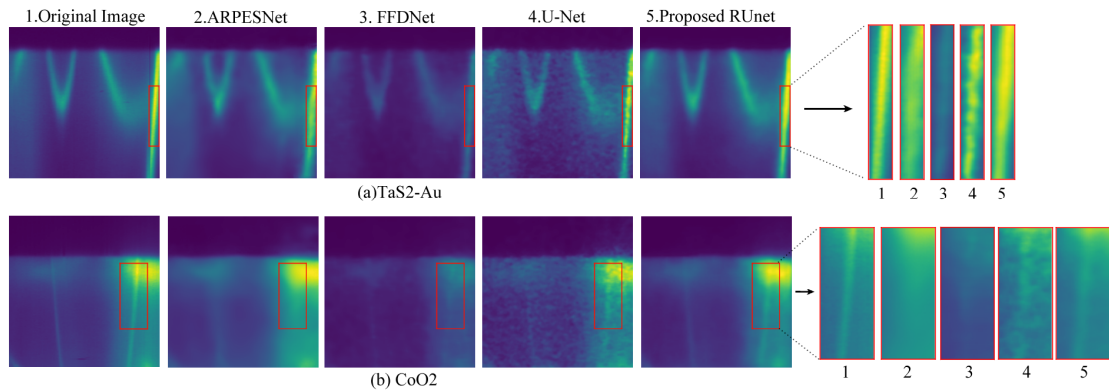 1.Original Image 2.ARPESNet 3. FFDNet 4.U-Net 5.Proposed RUnet
1 2 3 4 5
(a)TaS2-Au
1 2 3 4 5
(b) CoO2